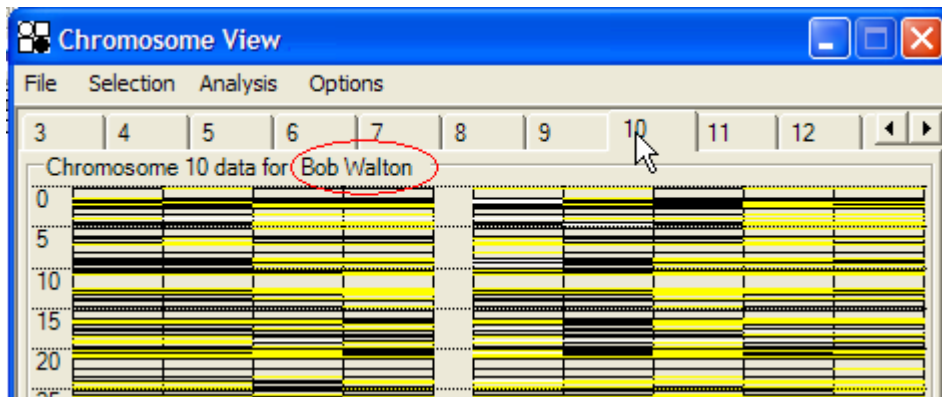 Chromosome View
File Selection Analysis Options
3 4 5 6 7 8 9 10 11 12
Chromosome 10 data for Bob Walton
0
5
10
15
20
25